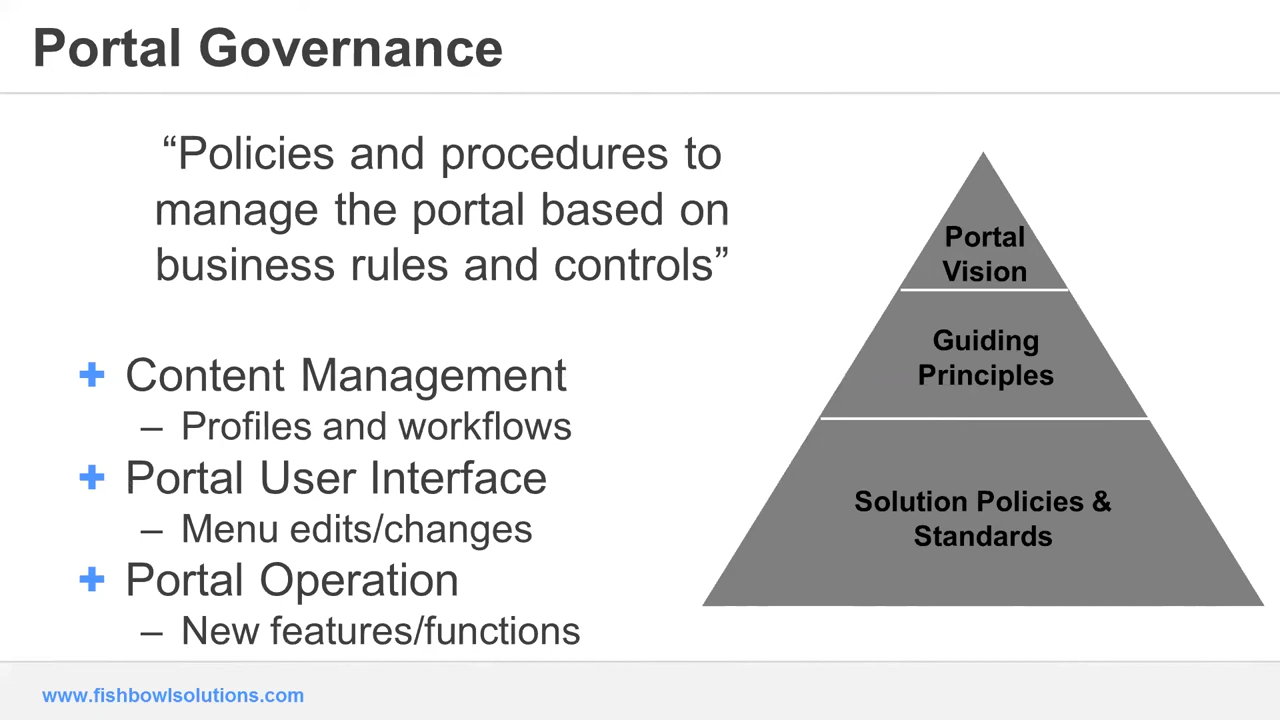 Portal Governance
“Policies and procedures to
manage the portal based on
business rules and controls”
+ Content Management
– Profiles and workflows
+ Portal User Interface
– Menu edits/changes
+ Portal Operation
– New features/functions
Portal
Vision
Guiding
Principles
Solution Policies &
Standards
www.fishbowlsolutions.com